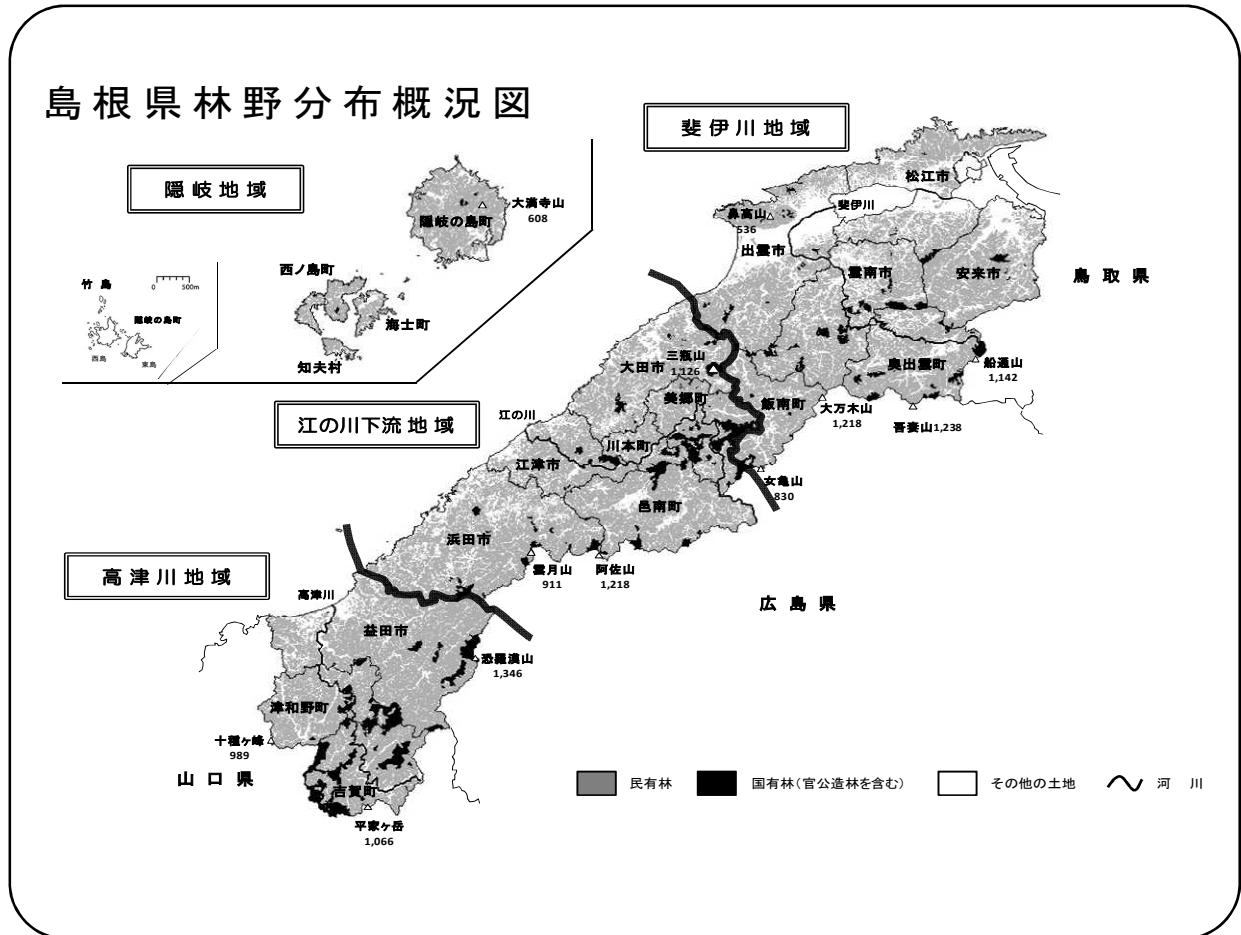 島根県林野分布概況図
斐伊川地域
隠岐地域
大満寺山
608
隠岐の島町
西ノ島町
海士町
知夫村
竹島
0 500m
隠岐の島町
西島
東島
松江市
斐伊川
鼻高山
536
出雲市
雲南市
安来市
鳥取県
三瓶山
1,126
大田市
美郷町
飯南町
奥出雲町
船通山
1,142
大万木山
1,218
吾妻山1,238
江の川下流地域
江の川
川本町
江津市
女亀山
830
邑南町
浜田市
雲月山
911
阿佐山
1,218
広島県
高津川地域
高津川
益田市
恐羅漢山
1,346
津和野町
十種ヶ峰
989
山口県
吉賀町
平家ヶ岳
1,066
民有林
国有林(官公造林を含む)
その他の土地
河川